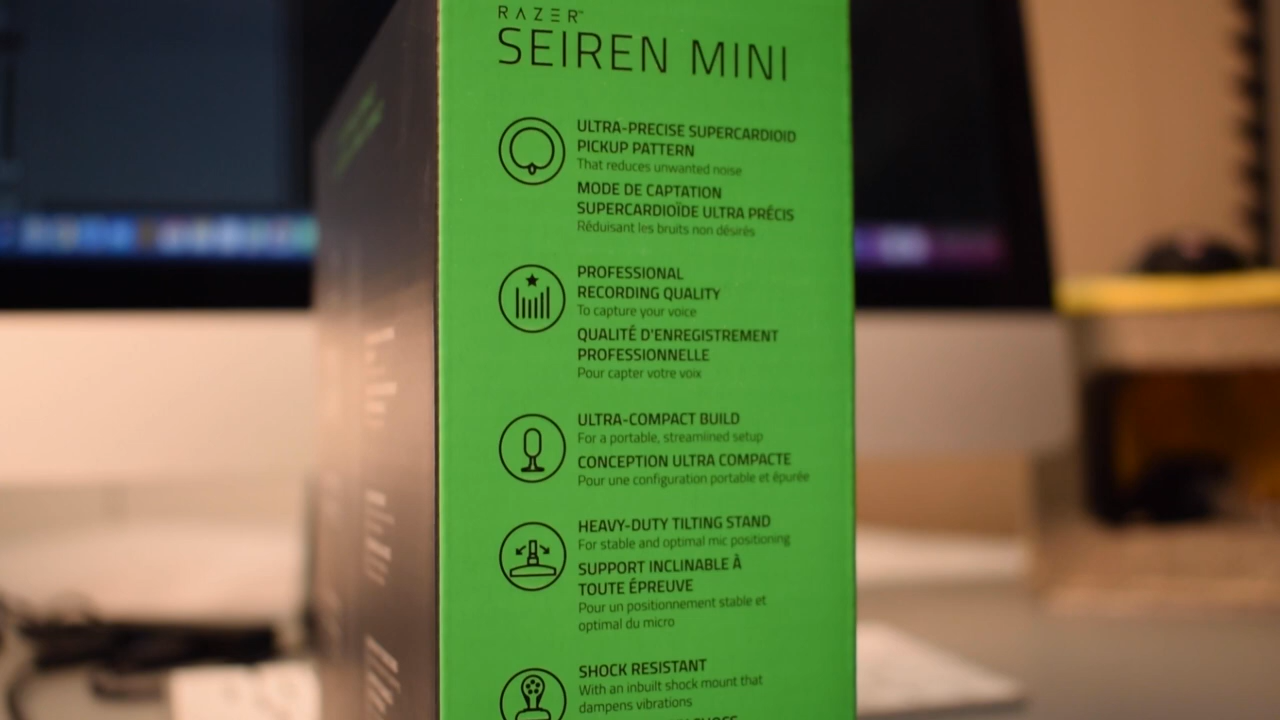 RAZER™
SEIREN MINI
ULTRA-PRECISE SUPERCARDIOID
PICKUP PATTERN
That reduces unwanted noise
MODE DE CAPTATION
SUPERCARDIOÏDE ULTRA PRÉCIS
Réduisant les bruits non désirés
PROFESSIONAL
RECORDING QUALITY
To capture your voice
QUALITÉ D'ENREGISTREMENT
PROFESSIONNELLE
Pour capter votre voix
ULTRA-COMPACT BUILD
For a portable, streamlined setup
CONCEPTION ULTRA COMPACTE
Pour une configuration portable et épurée
HEAVY-DUTY TILTING STAND
For stable and optimal mic positioning
SUPPORT INCLINABLE À
TOUTE ÉPREUVE
Pour un positionnement stable et
optimal du micro
SHOCK RESISTANT
With an inbuilt shock mount that
dampens vibrations